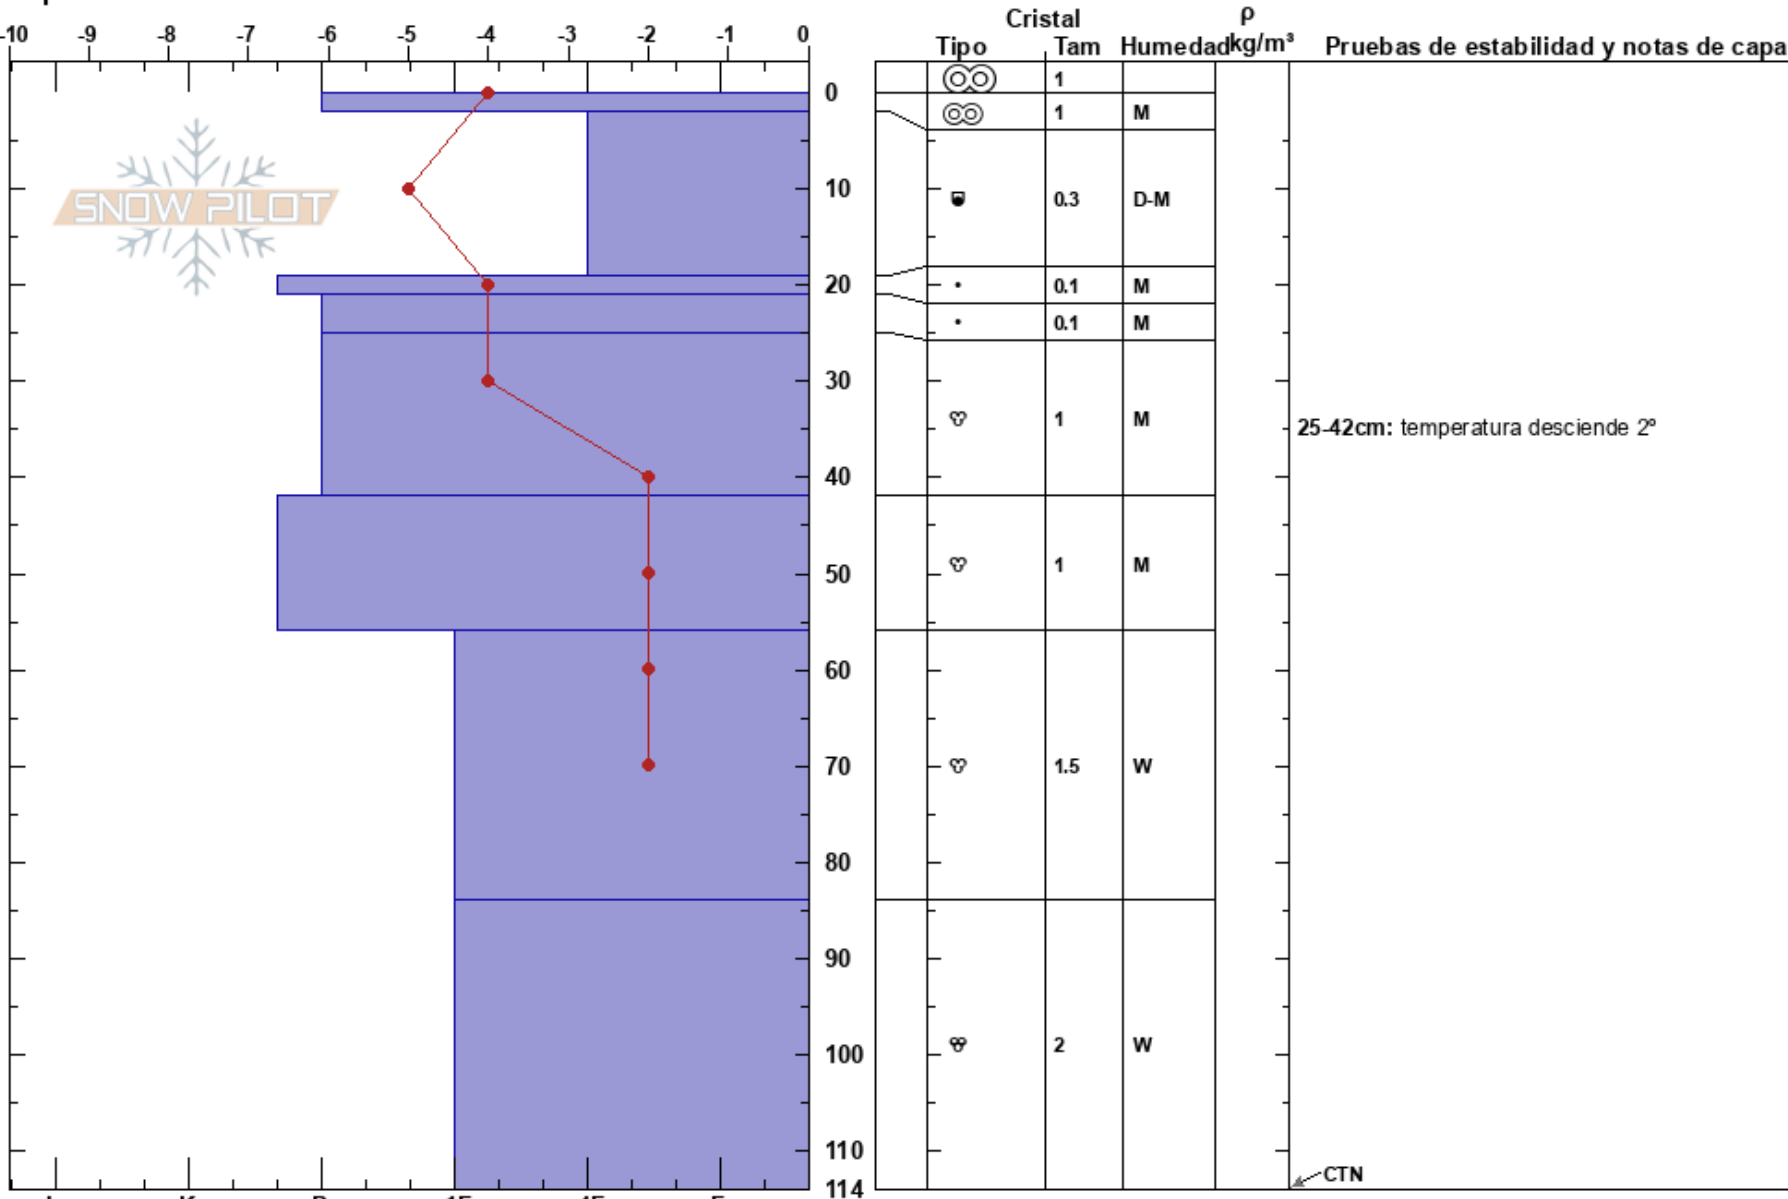 Cristal ρ
-10 -9 -8 -7 -6 -5 -4 -3 -2 -1 0 Tipo Tam Humedad kg/m³ Pruebas de estabilidad y notas de capa
1
0
1 M
SNOW PILOT
10 0.3 D-M
20 0.1 M
0.1 M
30
1 M
25-42cm: temperatura desciende 2º
40
1 M
50
60
70 1.5 W
80
90
100 2 W
110
CTN
114